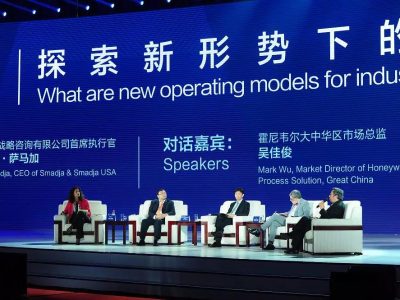 探索新形势下的
What are new operating models for indus
战略咨询有限公司首席执行官
·萨马加
dja, CEO of Smadja & Smadja USA
对话嘉宾：
Speakers
霍尼韦尔大中华区市场总监
吴佳俊
Mark Wu, Market Director of Honeyw
Process Solution, Great China